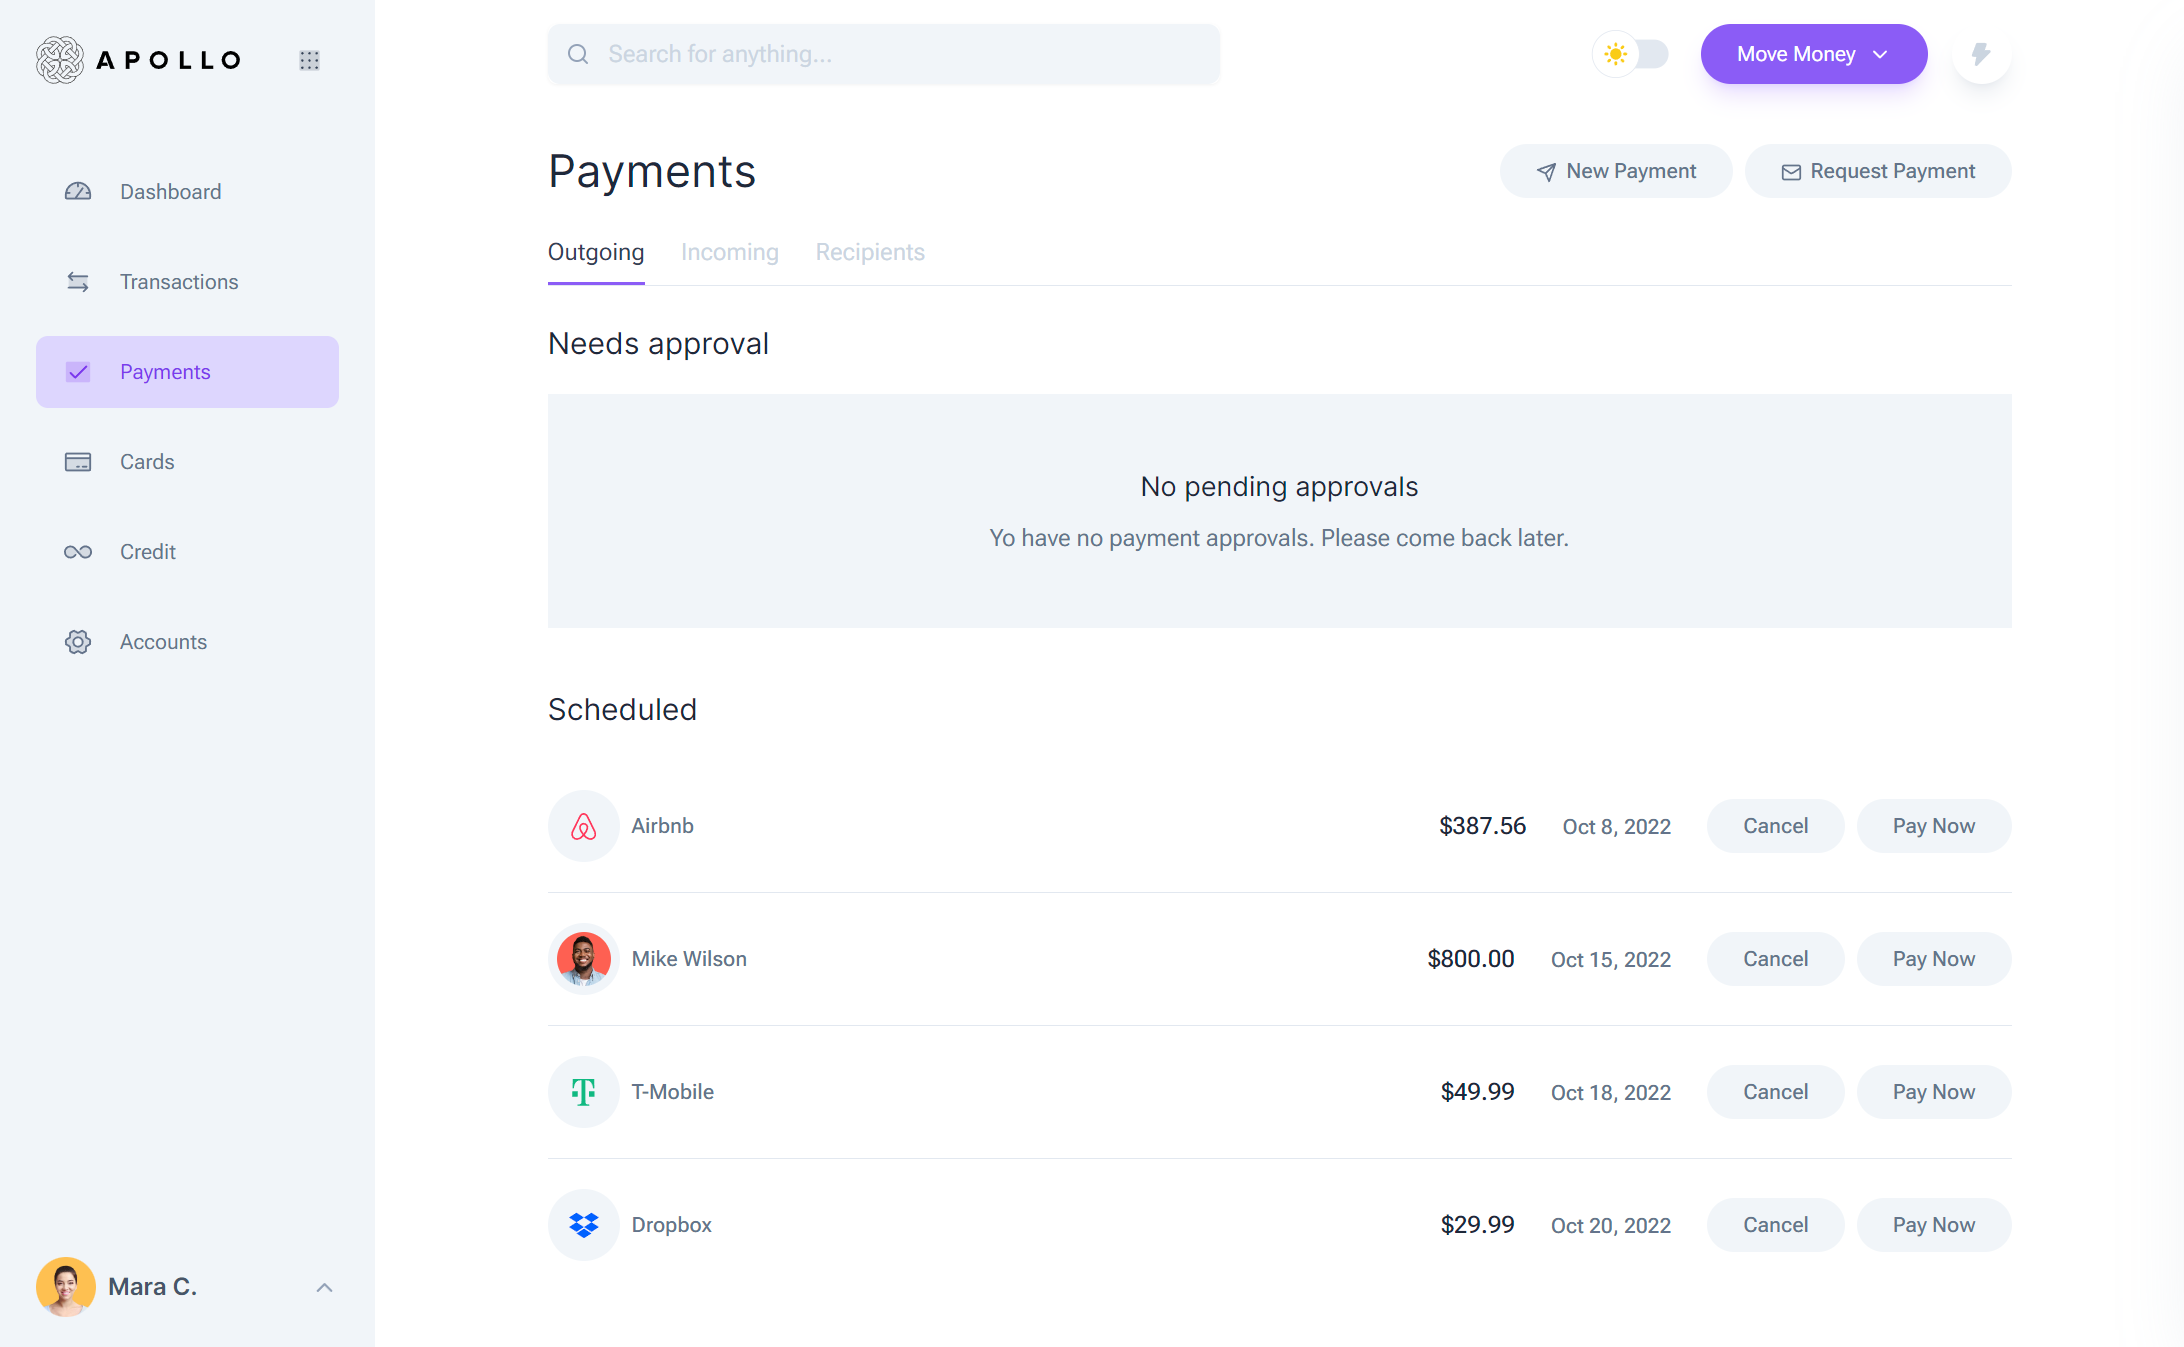 APOLLO
Search for anything...
Move Money
Dashboard
Transactions
Payments
Cards
Credit
Accounts
Mara C.
Payments
New Payment
Request Payment
Outgoing
Incoming
Recipients
Needs approval
No pending approvals
Yo have no payment approvals. Please come back later.
Scheduled
Airbnb
$387.56
Oct 8, 2022
Cancel
Pay Now
Mike Wilson
$800.00
Oct 15, 2022
Cancel
Pay Now
T-Mobile
$49.99
Oct 18, 2022
Cancel
Pay Now
Dropbox
$29.99
Oct 20, 2022
Cancel
Pay Now